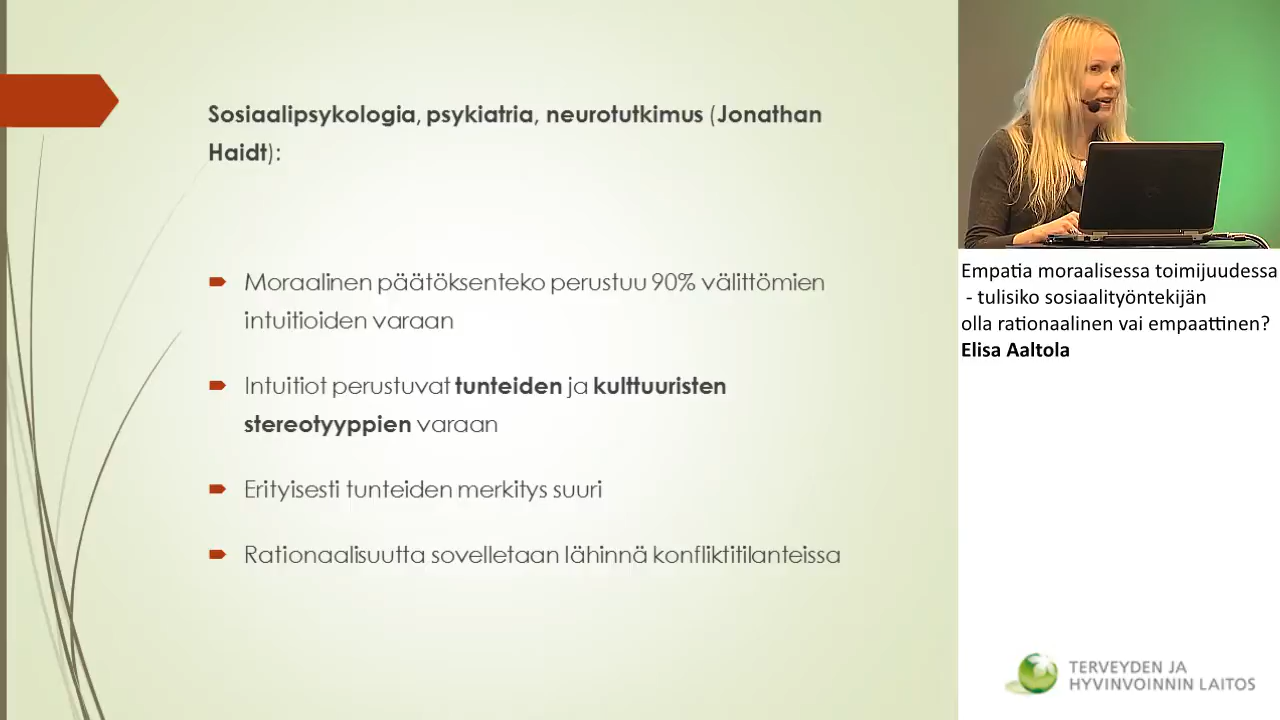 Sosiaalipsykologia, psykiatria, neurotutkimus (Jonathan
Haidt):
Moraalinen päätöksenteko perustuu 90% välittömien
intuitioiden varaan
Intuitiot perustuvat tunteiden ja kulttuuristen
stereotyyppien varaan
Erityisesti tunteiden merkitys suuri
Rationaalisuutta sovelletaan lähinnä konfliktitilanteissa
Empatia moraalisessa toimijuudessa
- tulisiko sosiaalityöntekijän
olla rationaalinen vai empaattinen?
Elisa Aaltola
TERVEYDEN JA
HYVINVOINNIN LAITOS